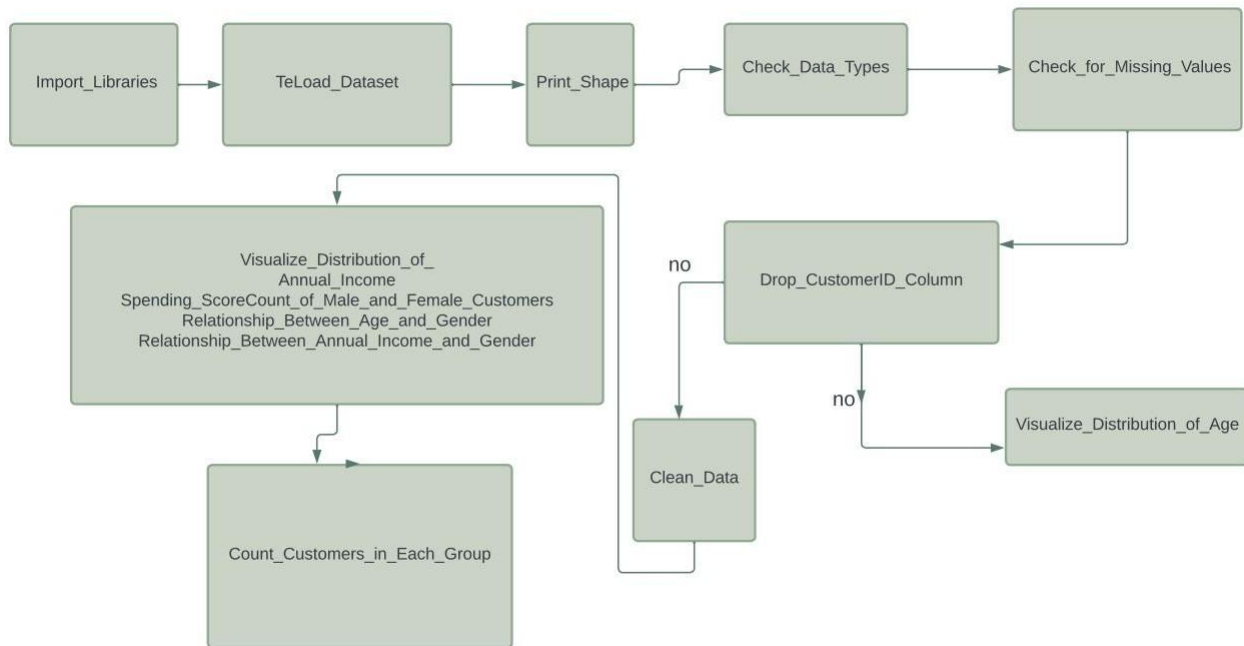 Import_Libraries
TeLoad_Dataset
Print_Shape
Check_Data_Types
Check_for_Missing_Values
Drop_CustomerID_Column
no
no
Visualize_Distribution_of_Age
Clean_Data
Visualize_Distribution_of_
Annual_Income
Spending_ScoreCount_of_Male_and_Female_Customers
Relationship_Between_Age_and_Gender
Relationship_Between_Annual_Income_and_Gender
Count_Customers_in_Each_Group